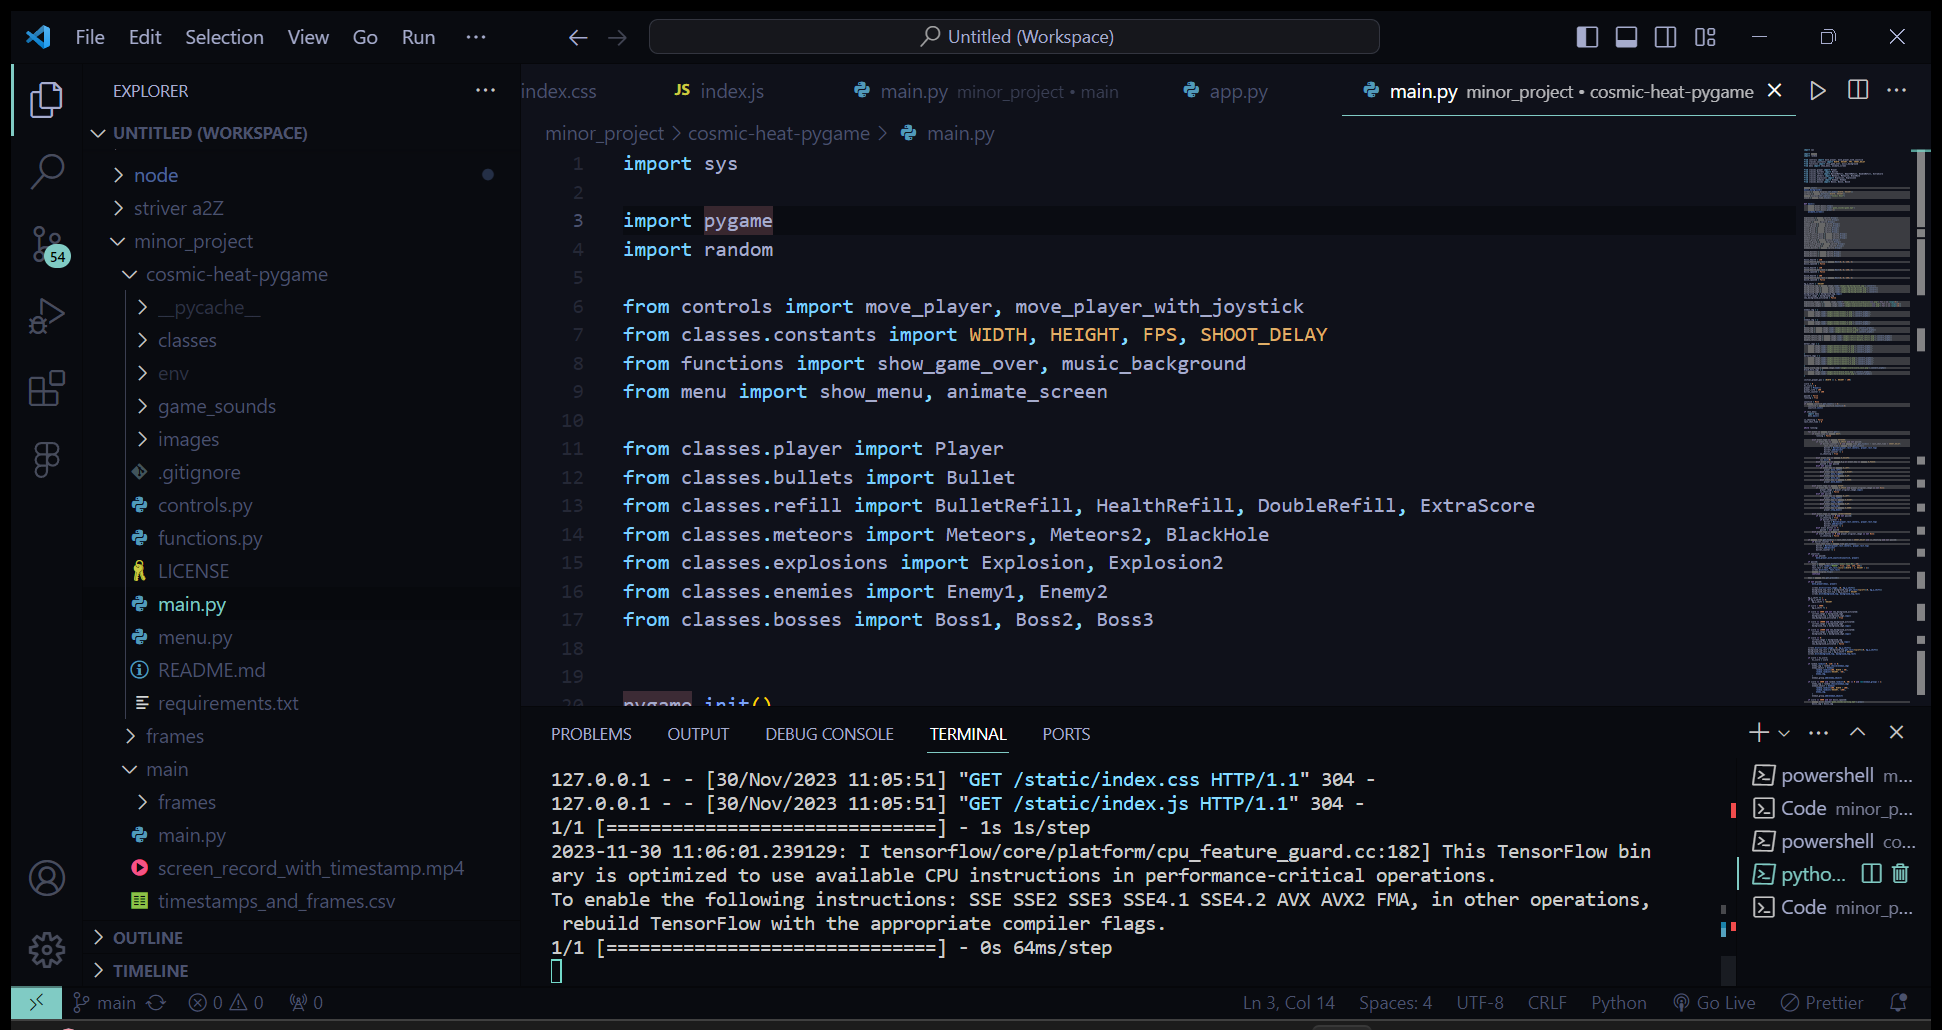 File Edit Selection View Go Run ···
Untitled (Workspace)
EXPLORER ···
index.css
JS index.js
main.py minor_project • main
app.py
main.py minor_project • cosmic-heat-pygame
UNTITLED (WORKSPACE)
node
striver a2Z
minor_project
cosmic-heat-pygame
__pycache__
classes
env
game_sounds
images
.gitignore
controls.py
functions.py
LICENSE
main.py
menu.py
README.md
requirements.txt
frames
main
frames
main.py
screen_record_with_timestamp.mp4
timestamps_and_frames.csv
OUTLINE
TIMELINE
54
minor_project > cosmic-heat-pygame > main.py
1 import sys
2
3 import pygame
4 import random
5
6 from controls import move_player, move_player_with_joystick
7 from classes.constants import WIDTH, HEIGHT, FPS, SHOOT_DELAY
8 from functions import show_game_over, music_background
9 from menu import show_menu, animate_screen
10
11 from classes.player import Player
12 from classes.bullets import Bullet
13 from classes.refill import BulletRefill, HealthRefill, DoubleRefill, ExtraScore
14 from classes.meteors import Meteors, Meteors2, BlackHole
15 from classes.explosions import Explosion, Explosion2
16 from classes.enemies import Enemy1, Enemy2
17 from classes.bosses import Boss1, Boss2, Boss3
18
19
20 pygame.init()
PROBLEMS OUTPUT DEBUG CONSOLE TERMINAL PORTS
127.0.0.1 - - [30/Nov/2023 11:05:51] "GET /static/index.css HTTP/1.1" 304 -
127.0.0.1 - - [30/Nov/2023 11:05:51] "GET /static/index.js HTTP/1.1" 304 -
1/1 [==============================] - 1s 1s/step
2023-11-30 11:06:01.239129: I tensorflow/core/platform/cpu_feature_guard.cc:182] This TensorFlow bin
ary is optimized to use available CPU instructions in performance-critical operations.
To enable the following instructions: SSE SSE2 SSE3 SSE4.1 SSE4.2 AVX AVX2 FMA, in other operations,
rebuild TensorFlow with the appropriate compiler flags.
1/1 [==============================] - 0s 64ms/step
powershell m...
Code minor_p...
powershell co...
pytho...
Code minor_p...
main 0 0 0
Ln 3, Col 14 Spaces: 4 UTF-8 CRLF Python Go Live Prettier